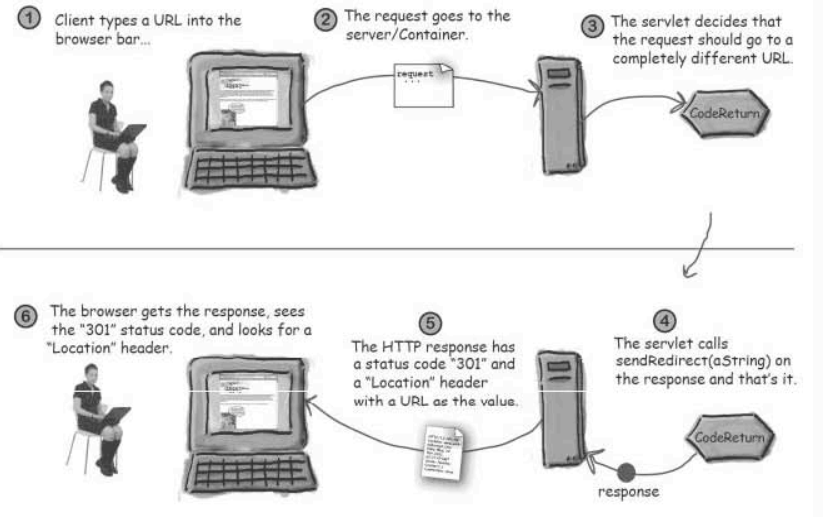 1 Client types a URL into the
browser bar...
2 The request goes to the
server/Container.
3 The servlet decides that
the request should go to a
completely different URL.
request
...
CodeReturn
6 The browser gets the response, sees
the "301" status code, and looks for a
"Location" header.
5
The HTTP response has
a status code "301" and
a "Location" header
with a URL as the value.
4
The servlet calls
sendRedirect(aString) on
the response and that's it.
CodeReturn
response